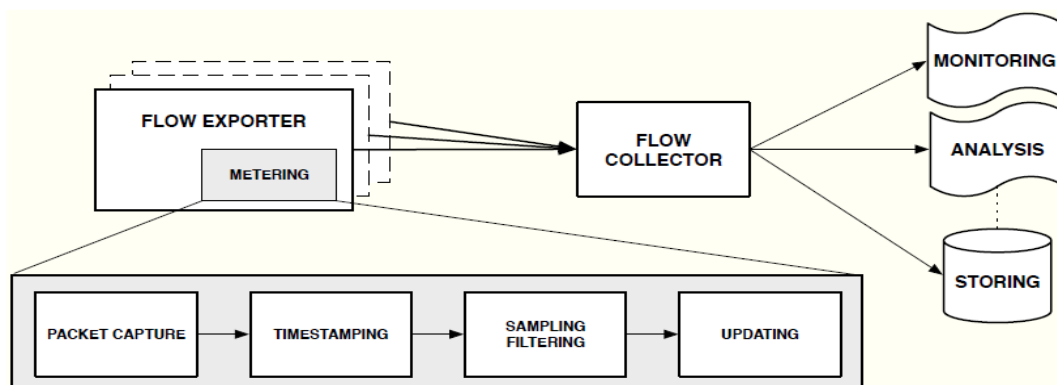 FLOW EXPORTER
METERING
FLOW
COLLECTOR
MONITORING
ANALYSIS
STORING
PACKET CAPTURE
TIMESTAMPING
SAMPLING
FILTERING
UPDATING